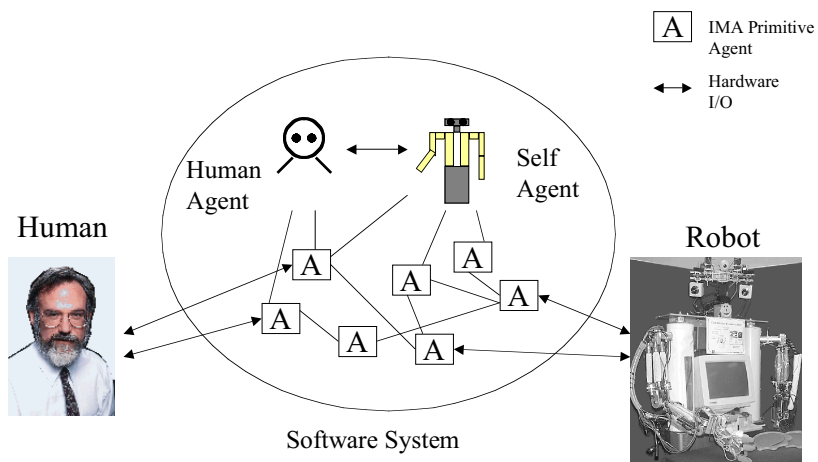 A
IMA Primitive
Agent
Hardware
I/O
Human
Agent
Self
Agent
Human
Robot
A
A
A
A
A
A
A
Software System